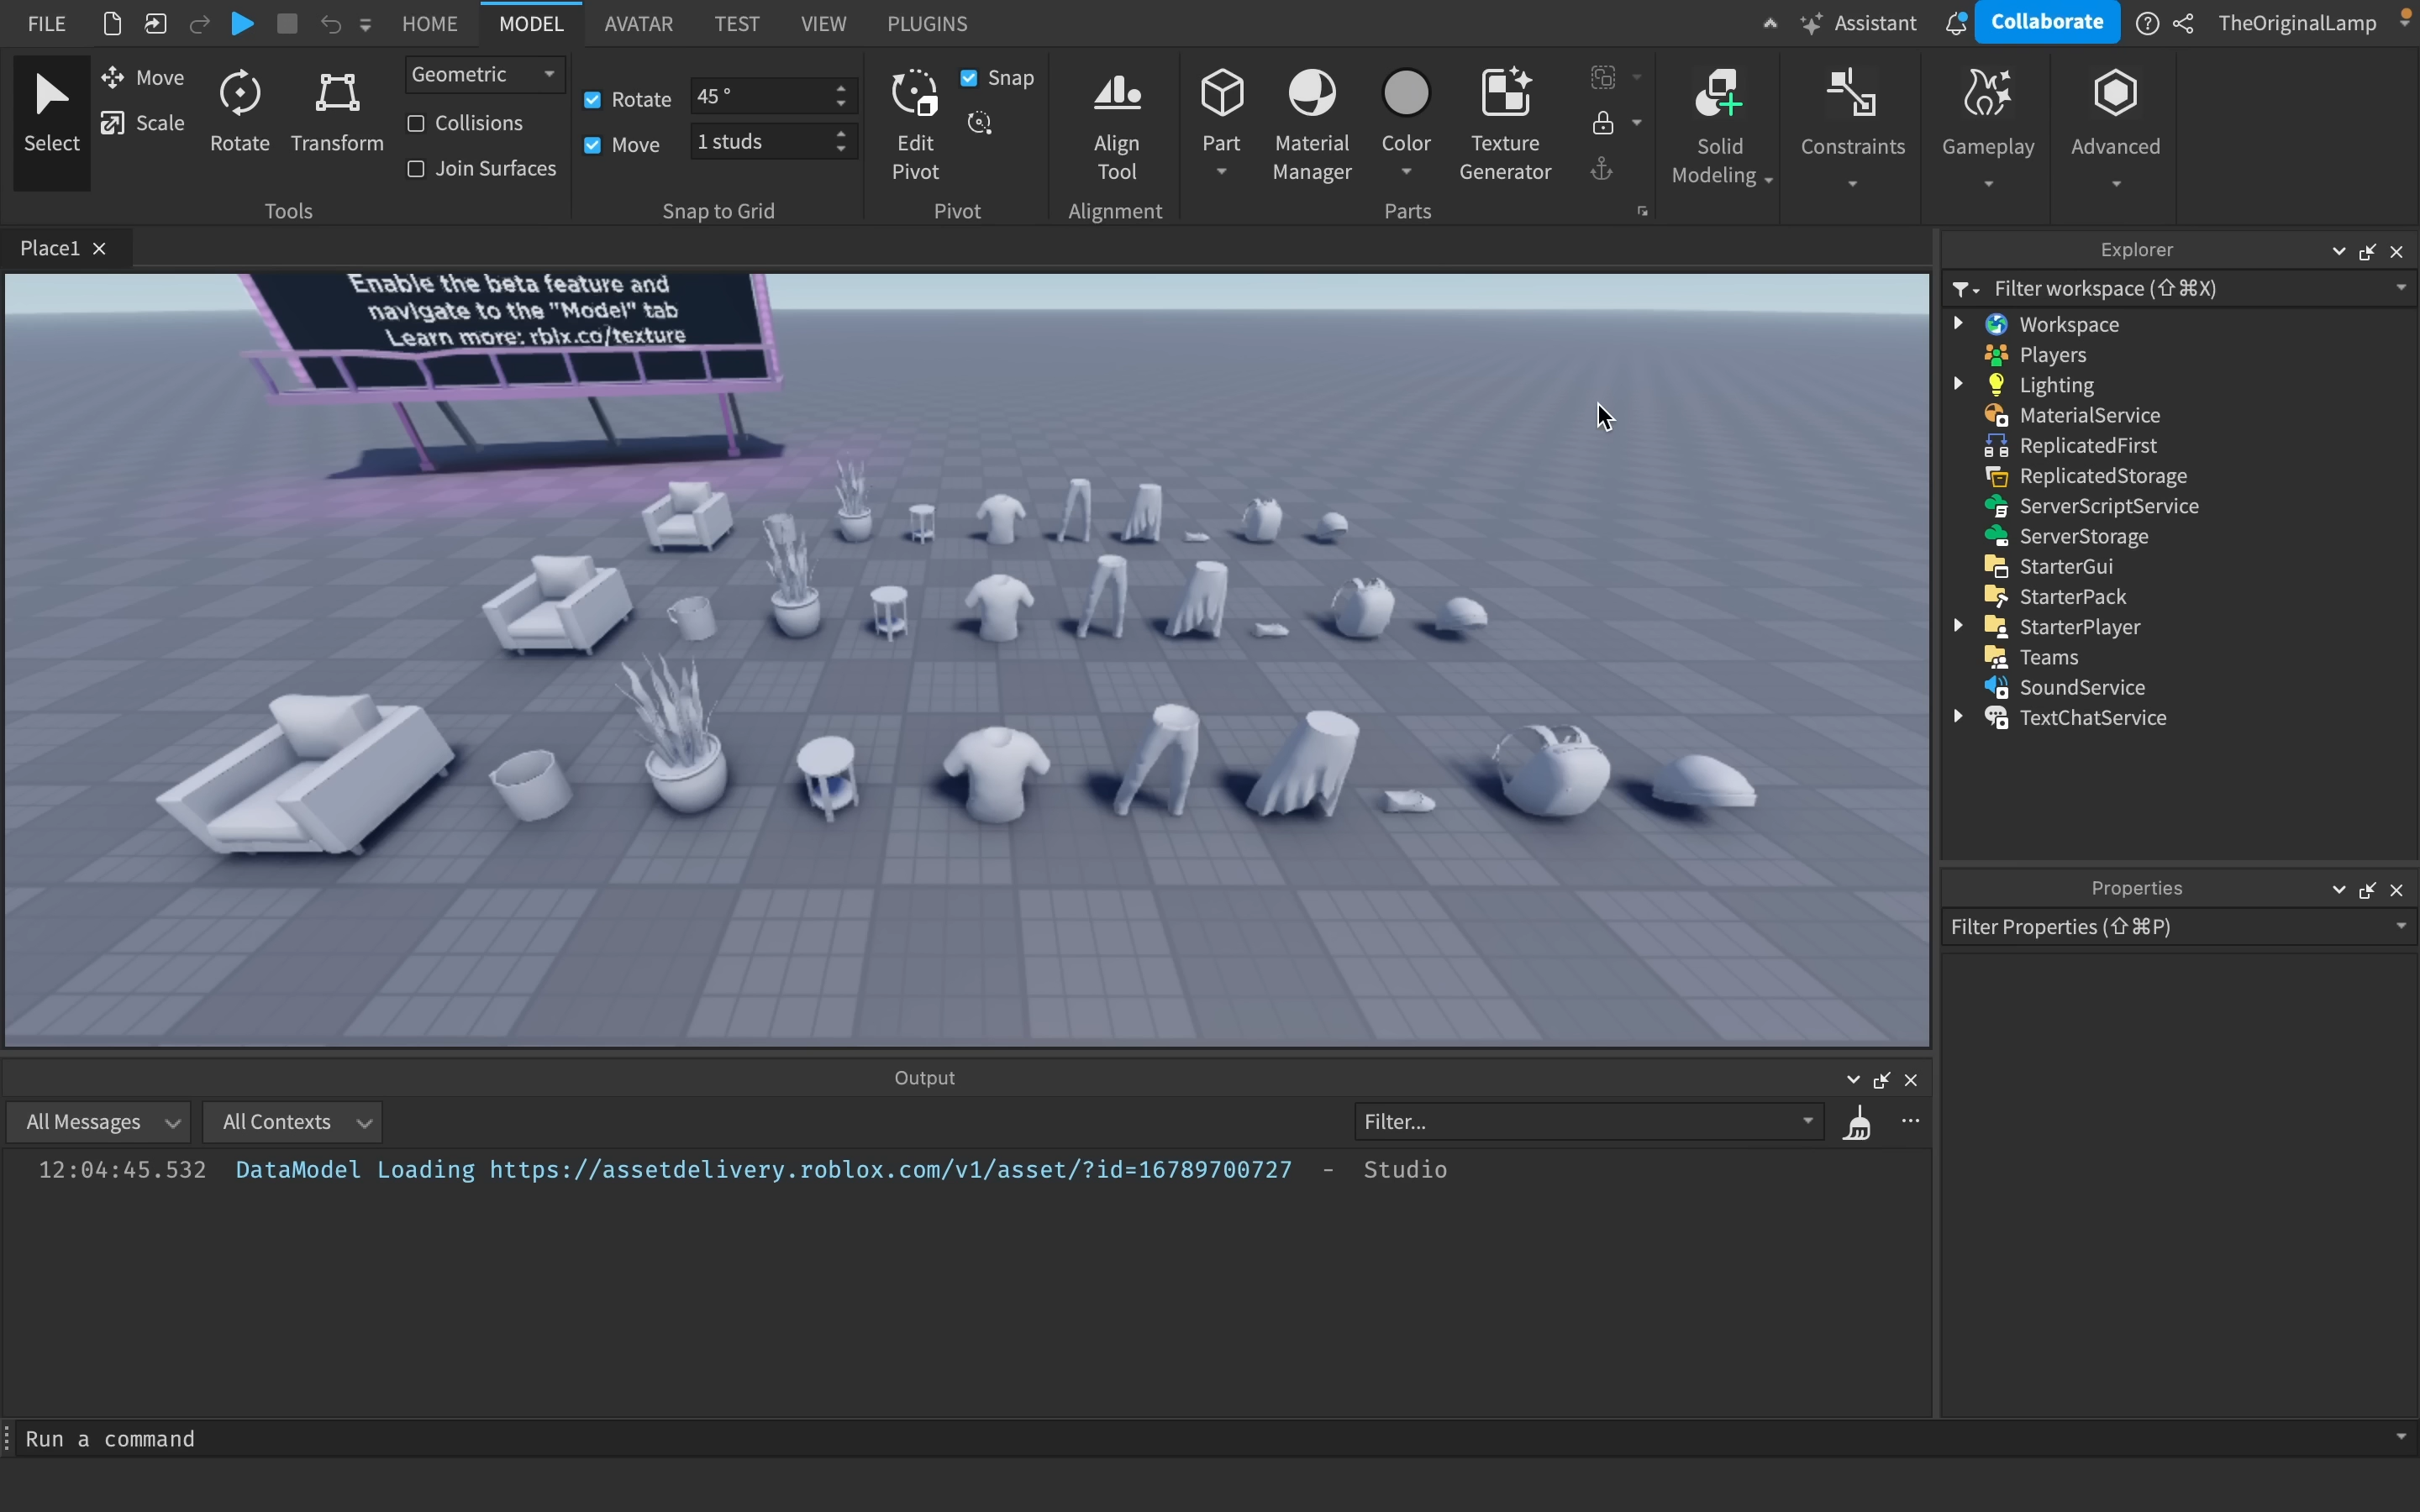 FILE
HOME
MODEL
AVATAR
TEST
VIEW
PLUGINS
Assistant
Collaborate
TheOriginalLamp
Select
Move
Scale
Rotate
Transform
Geometric
Collisions
Join Surfaces
Tools
Rotate
45 °
Move
1 studs
Snap to Grid
Edit
Pivot
Snap
Pivot
Align
Tool
Alignment
Part
Material
Manager
Color
Texture
Generator
Parts
Solid
Modeling
Constraints
Gameplay
Advanced
Place1
Enable the beta feature and
navigate to the "Model" tab
Learn more: rblx.co/texture
Explorer
Filter workspace (⇧⌘X)
Workspace
Players
Lighting
MaterialService
ReplicatedFirst
ReplicatedStorage
ServerScriptService
ServerStorage
StarterGui
StarterPack
StarterPlayer
Teams
SoundService
TextChatService
Properties
Filter Properties (⇧⌘P)
Output
All Messages
All Contexts
Filter...
12:04:45.532 DataModel Loading https://assetdelivery.roblox.com/v1/asset/?id=16789700727 - Studio
Run a command